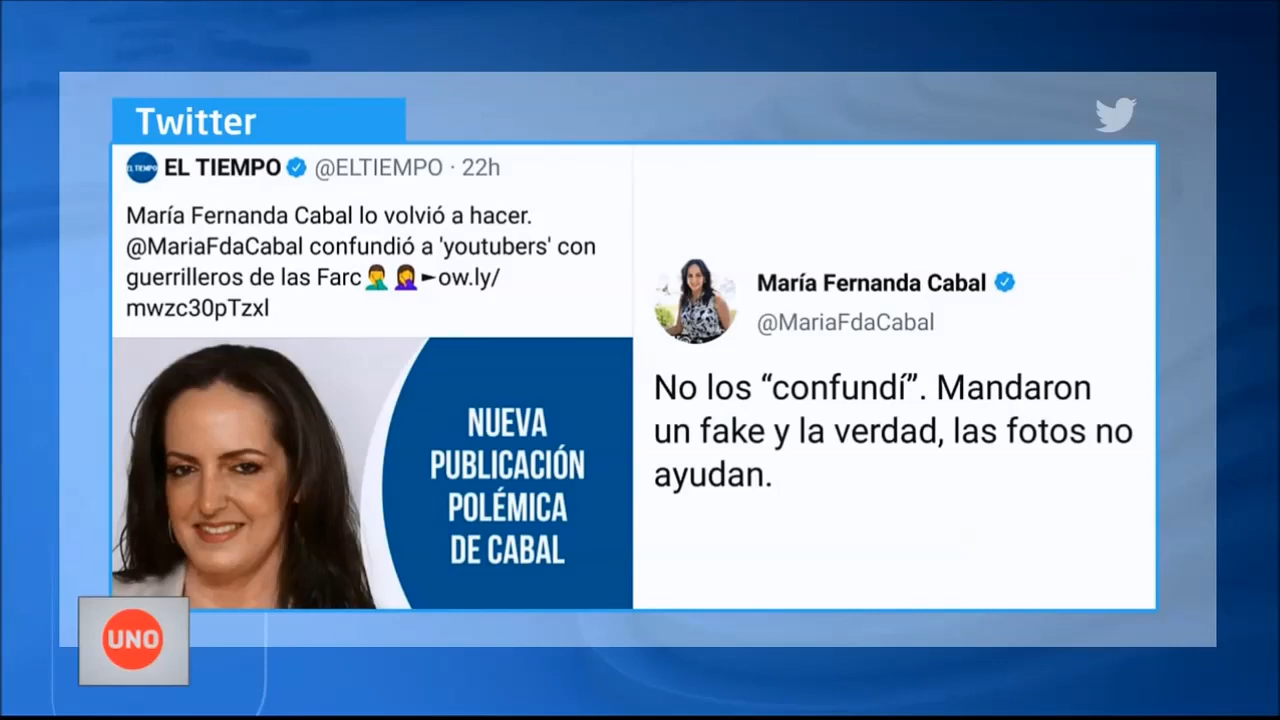 Twitter
EL TIEMPO
EL TIEMPO @ELTIEMPO · 22h
María Fernanda Cabal lo volvió a hacer.
@MariaFdaCabal confundió a 'youtubers' con
guerrilleros de las Farc🤦‍♂️🤦‍♀️►ow.ly/
mwzc30pTzxl
NUEVA
PUBLICACIÓN
POLÉMICA
DE CABAL
María Fernanda Cabal
@MariaFdaCabal
No los “confundí”. Mandaron
un fake y la verdad, las fotos no
ayudan.
UNO